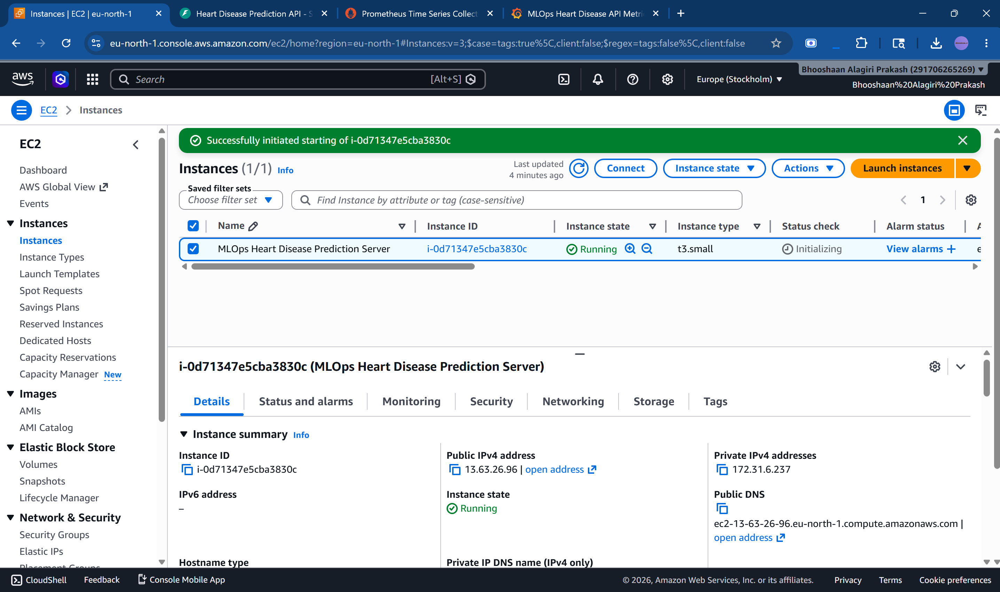 Instances | EC2 | eu-north-1
Heart Disease Prediction API - S
Prometheus Time Series Collect
MLOps Heart Disease API Metri
eu-north-1.console.aws.amazon.com/ec2/home?region=eu-north-1#Instances:v=3;$case=tags:true%5C,client:false;$regex=tags:false%5C,client:false
aws
Search
[Alt+S]
Europe (Stockholm)
Bhooshaan Alagiri Prakash (291706265269)
Bhooshaan%20Alagiri%20Prakash
EC2 Instances
EC2
Dashboard
AWS Global View
Events
Instances
Instances
Instance Types
Launch Templates
Spot Requests
Savings Plans
Reserved Instances
Dedicated Hosts
Capacity Reservations
Capacity Manager New
Images
AMIs
AMI Catalog
Elastic Block Store
Volumes
Snapshots
Lifecycle Manager
Network & Security
Security Groups
Elastic IPs
Placement Groups
Successfully initiated starting of i-0d71347e5cba3830c
Instances (1/1) Info
Last updated
4 minutes ago
Connect
Instance state
Actions
Launch instances
Saved filter sets
Choose filter set
Find Instance by attribute or tag (case-sensitive)
1
Name Instance ID Instance state Instance type Status check Alarm status A
MLOps Heart Disease Prediction Server i-0d71347e5cba3830c Running t3.small Initializing View alarms + e
i-0d71347e5cba3830c (MLOps Heart Disease Prediction Server)
Details Status and alarms Monitoring Security Networking Storage Tags
Instance summary Info
Instance ID
i-0d71347e5cba3830c
Public IPv4 address
13.63.26.96 | open address
Private IPv4 addresses
172.31.6.237
IPv6 address
–
Instance state
Running
Public DNS
ec2-13-63-26-96.eu-north-1.compute.amazonaws.com |
open address
Hostname type
Private IP DNS name (IPv4 only)
CloudShell Feedback Console Mobile App
© 2026, Amazon Web Services, Inc. or its affiliates. Privacy Terms Cookie preferences